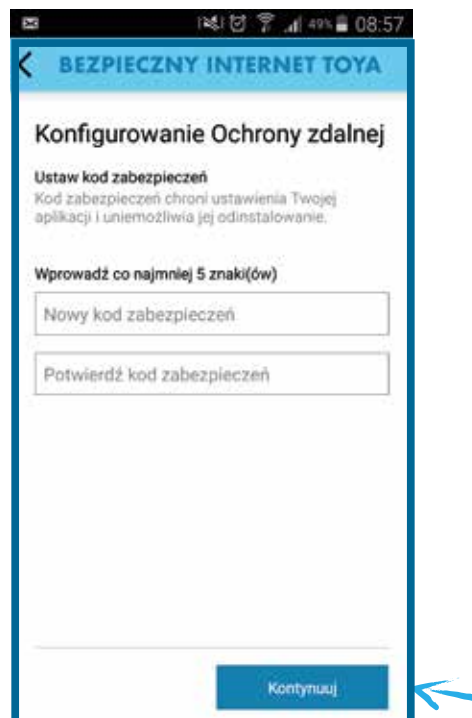 49% 08:57
BEZPIECZNY INTERNET TOYA
Konfigurowanie Ochrony zdalnej
Ustaw kod zabezpieczeń
Kod zabezpieczeń chroni ustawienia Twojej
aplikacji i uniemożliwia jej odinstalowanie.
Wprowadź co najmniej 5 znaki(ów)
Nowy kod zabezpieczeń
Potwierdź kod zabezpieczeń
Kontynuuj